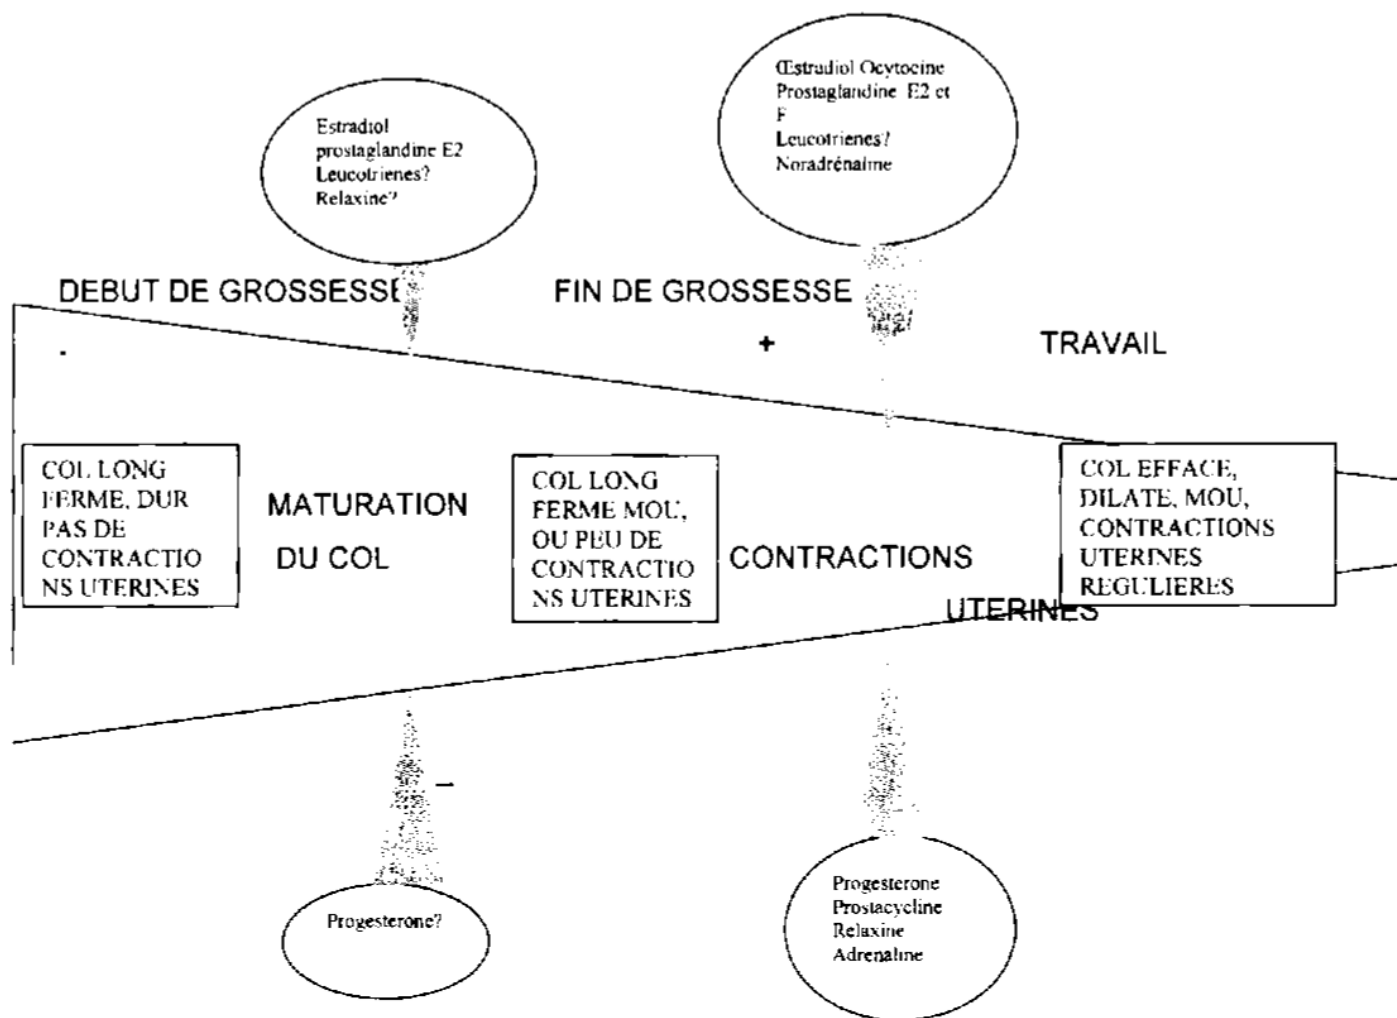 Estradiol
prostaglandine E2
Leucotrienes?
Relaxine?
Œstradiol Ocytocine
Prostaglandine E2 et
F
Leucotrienes?
Noradrénaline
DEBUT DE GROSSESSE
FIN DE GROSSESSE
-
+
TRAVAIL
COL LONG
FERME, DUR
PAS DE
CONTRACTIO
NS UTERINES
MATURATION
DU COL
COL LONG
FERME MOU,
OU PEU DE
CONTRACTIO
NS UTERINES
CONTRACTIONS
UTERINES
COL EFFACE,
DILATE, MOU,
CONTRACTIONS
UTERINES
REGULIERES
–
Progesterone?
Progesterone
Prostacycline
Relaxine
Adrenaline